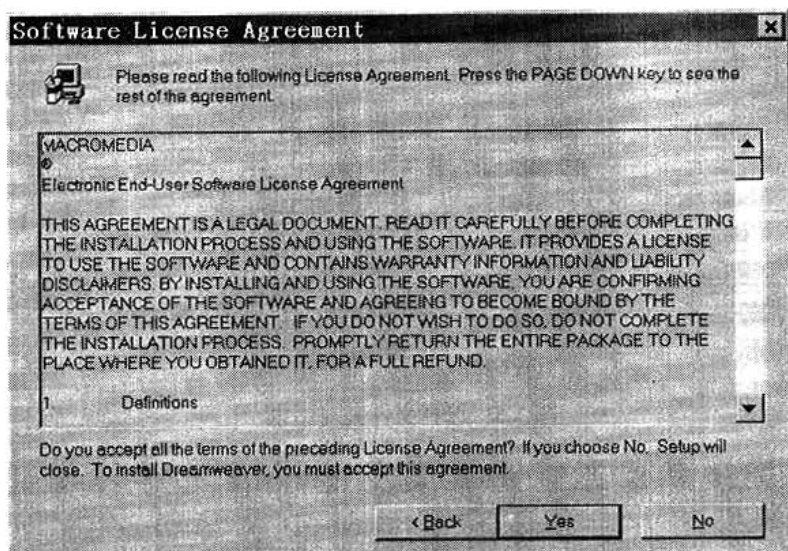 Software License Agreement
Please read the following License Agreement. Press the PAGE DOWN key to see the
rest of the agreement.
MACROMEDIA
®
Electronic End-User Software License Agreement
THIS AGREEMENT IS A LEGAL DOCUMENT. READ IT CAREFULLY BEFORE COMPLETING
THE INSTALLATION PROCESS AND USING THE SOFTWARE. IT PROVIDES A LICENSE
TO USE THE SOFTWARE AND CONTAINS WARRANTY INFORMATION AND LIABILITY
DISCLAIMERS. BY INSTALLING AND USING THE SOFTWARE, YOU ARE CONFIRMING
ACCEPTANCE OF THE SOFTWARE AND AGREEING TO BECOME BOUND BY THE
TERMS OF THIS AGREEMENT. IF YOU DO NOT WISH TO DO SO, DO NOT COMPLETE
THE INSTALLATION PROCESS. PROMPTLY RETURN THE ENTIRE PACKAGE TO THE
PLACE WHERE YOU OBTAINED IT, FOR A FULL REFUND.
1. Definitions
Do you accept all the terms of the preceding License Agreement? If you choose No, Setup will
close. To install Dreamweaver, you must accept this agreement.
< Back Yes No